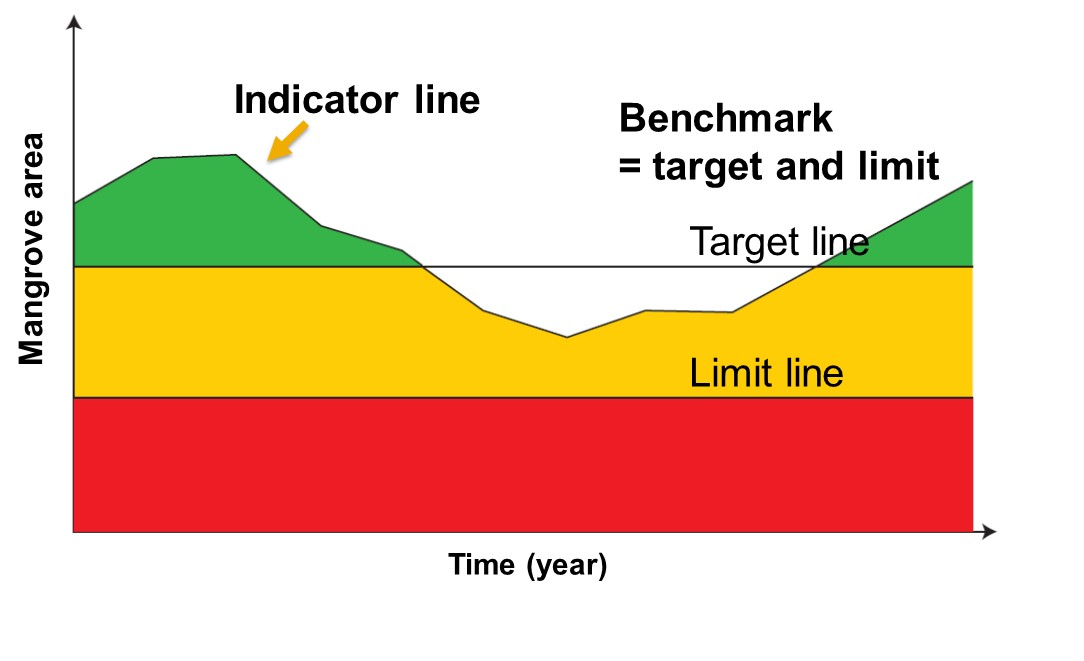 Indicator line
Benchmark
= target and limit
Target line
Limit line
Mangrove area
Time (year)